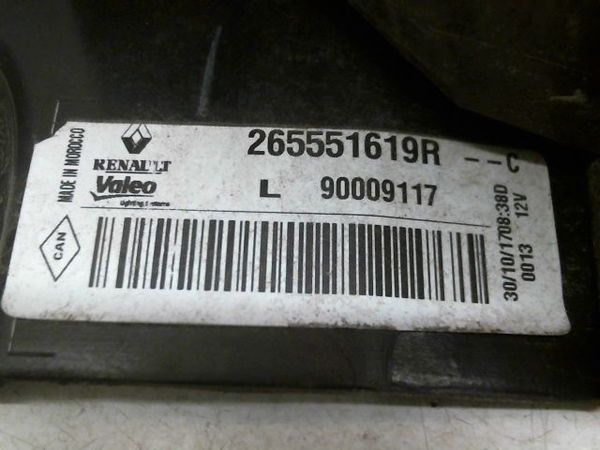 MADE IN MOROCCO
RENAULT
265551619R --C
Valeo
L 90009117
CAN
30/10/1708:38D
0013 12V